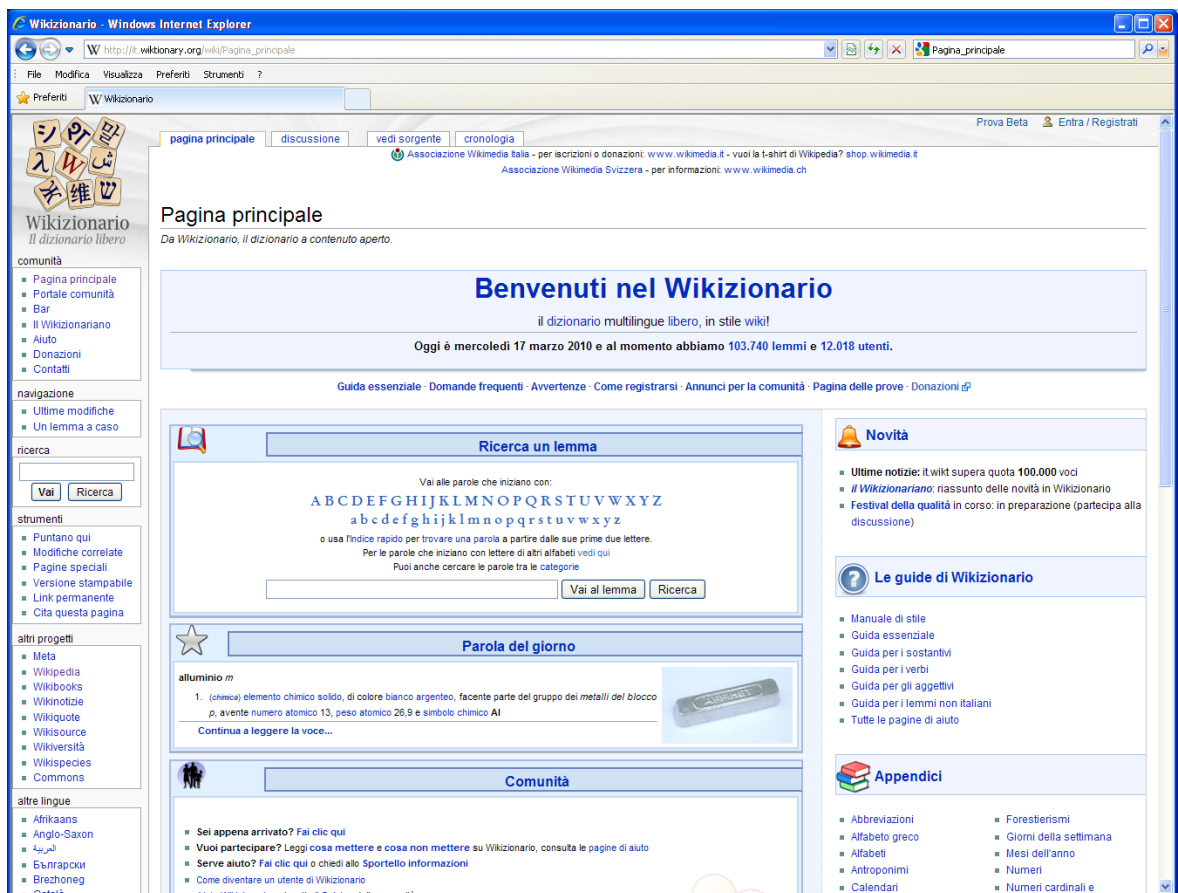 Wikizionario - Windows Internet Explorer
http://it.wiktionary.org/wiki/Pagina_principale
Pagina_principale
File Modifica Visualizza Preferiti Strumenti ?
Preferiti
Wikizionario
Prova Beta Entra / Registrati
pagina principale discussione vedi sorgente cronologia
Associazione Wikimedia Italia - per iscrizioni o donazioni: www.wikimedia.it - vuoi la t-shirt di Wikipedia? shop.wikimedia.it
Associazione Wikimedia Svizzera - per informazioni: www.wikimedia.ch
Wikizionario
Il dizionario libero
comunità
Pagina principale
Portale comunità
Bar
Il Wikizionariano
Aiuto
Donazioni
Contatti
navigazione
Ultime modifiche
Un lemma a caso
ricerca
Vai Ricerca
strumenti
Puntano qui
Modifiche correlate
Pagine speciali
Versione stampabile
Link permanente
Cita questa pagina
altri progetti
Meta
Wikipedia
Wikibooks
Wikinotizie
Wikiquote
Wikisource
Wikiversità
Wikispecies
Commons
altre lingue
Afrikaans
Anglo-Saxon
العربية
Български
Brezhoneg
Pagina principale
Da Wikizionario, il dizionario a contenuto aperto.
Benvenuti nel Wikizionario
il dizionario multilingue libero, in stile wiki!
Oggi è mercoledì 17 marzo 2010 e al momento abbiamo 103.740 lemmi e 12.018 utenti.
Guida essenziale · Domande frequenti · Avvertenze · Come registrarsi · Annunci per la comunità · Pagina delle prove · Donazioni
Ricerca un lemma
Vai alle parole che iniziano con:
A B C D E F G H I J K L M N O P Q R S T U V W X Y Z
a b c d e f g h i j k l m n o p q r s t u v w x y z
o usa l'Indice rapido per trovare una parola a partire dalle sue prime due lettere.
Per le parole che iniziano con lettere di altri alfabeti vedi qui
Puoi anche cercare le parole tra le categorie
Vai al lemma Ricerca
Parola del giorno
alluminio m
1. (chimica) elemento chimico solido, di colore bianco argenteo, facente parte del gruppo dei metalli del blocco
p, avente numero atomico 13, peso atomico 26,9 e simbolo chimico Al
Continua a leggere la voce...
Comunità
Sei appena arrivato? Fai clic qui
Vuoi partecipare? Leggi cosa mettere e cosa non mettere su Wikizionario, consulta le pagine di aiuto
Serve aiuto? Fai clic qui o chiedi allo Sportello informazioni
Come diventare un utente di Wikizionario
Novità
Ultime notizie: it.wikt supera quota 100.000 voci
il Wikizionariano: riassunto delle novità in Wikizionario
Festival della qualità in corso: in preparazione (partecipa alla
discussione)
Le guide di Wikizionario
Manuale di stile
Guida essenziale
Guida per i sostantivi
Guida per i verbi
Guida per gli aggettivi
Guida per i lemmi non italiani
Tutte le pagine di aiuto
Appendici
Abbreviazioni
Alfabeto greco
Alfabeti
Antroponimi
Calendari
Forestierismi
Giorni della settimana
Mesi dell'anno
Numeri
Numeri cardinali e